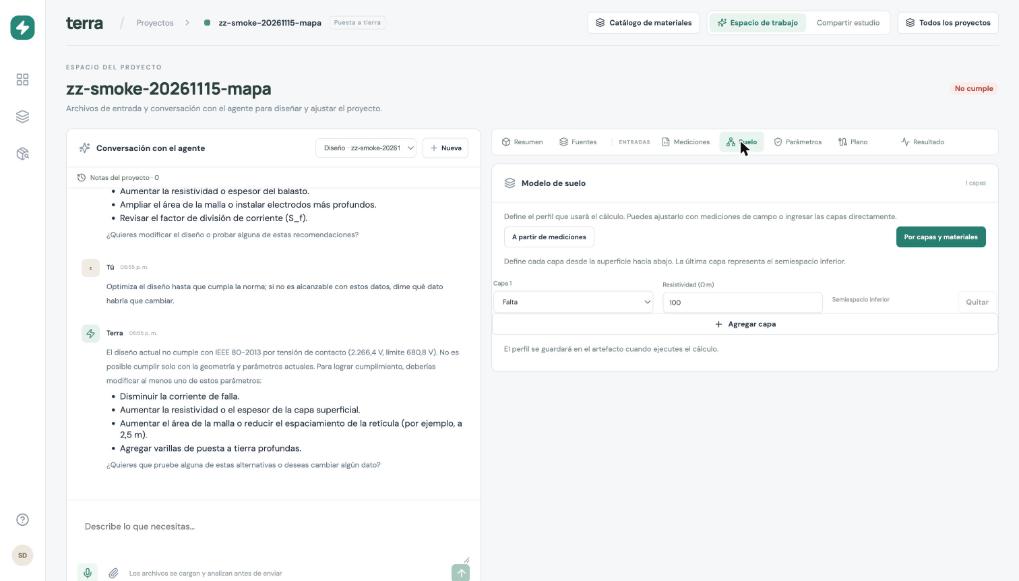 terra
/
Proyectos
zz-smoke-20261115-mapa
Puesta a tierra
Catálogo de materiales
Espacio de trabajo
Compartir estudio
Todos los proyectos
ESPACIO DEL PROYECTO
zz-smoke-20261115-mapa
No cumple
Archivos de entrada y conversación con el agente para diseñar y ajustar el proyecto.
Conversación con el agente
Diseño · zz-smoke-20261
Nueva
Notas del proyecto · 0
• Aumentar la resistividad o espesor del balasto.
• Ampliar el área de la malla o instalar electrodos más profundos.
• Revisar el factor de división de corriente (S_f).
¿Quieres modificar el diseño o probar alguna de estas recomendaciones?
Tú
Optimiza el diseño hasta que cumpla la norma; si no es alcanzable con estos datos, dime qué dato
habría que cambiar.
Terra
El diseño actual no cumple con IEEE 80-2013 por tensión de contacto (2.266,4 V, límite 680,8 V). No es
posible cumplir solo con la geometría y parámetros actuales. Para lograr cumplimiento, deberías
modificar al menos uno de estos parámetros:
• Disminuir la corriente de falla.
• Aumentar la resistividad o el espesor de la capa superficial.
• Aumentar el área de la malla o reducir el espaciamiento de la retícula (por ejemplo, a
2,5 m).
• Agregar varillas de puesta a tierra profundas.
¿Quieres que pruebe alguna de estas alternativas o deseas cambiar algún dato?
Describe lo que necesitas...
Los archivos se cargan y analizan antes de enviar
SD
Resumen
Fuentes
ENTRADAS
Mediciones
Suelo
Parámetros
Plano
Resultado
Modelo de suelo
1 capas
Define el perfil que usará el cálculo. Puedes ajustarlo con mediciones de campo o ingresar las capas directamente.
A partir de mediciones
Por capas y materiales
Define cada capa desde la superficie hacia abajo. La última capa representa el semiespacio inferior.
Capa 1
Resistividad (Ω·m)
Falta
100
Semiespacio inferior
Quitar
Agregar capa
El perfil se guardará en el artefacto cuando ejecutes el cálculo.